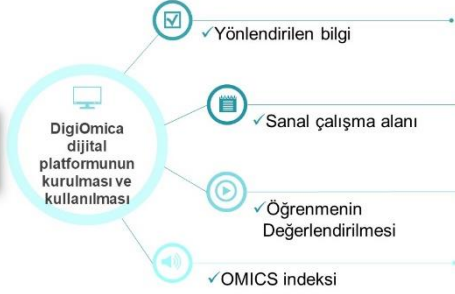 ✓Yönlendirilen bilgi
✓Sanal çalışma alanı
DigiOmica
dijital
platformunun
kurulması ve
kullanılması
✓Öğrenmenin
Değerlendirilmesi
✓OMICS indeksi